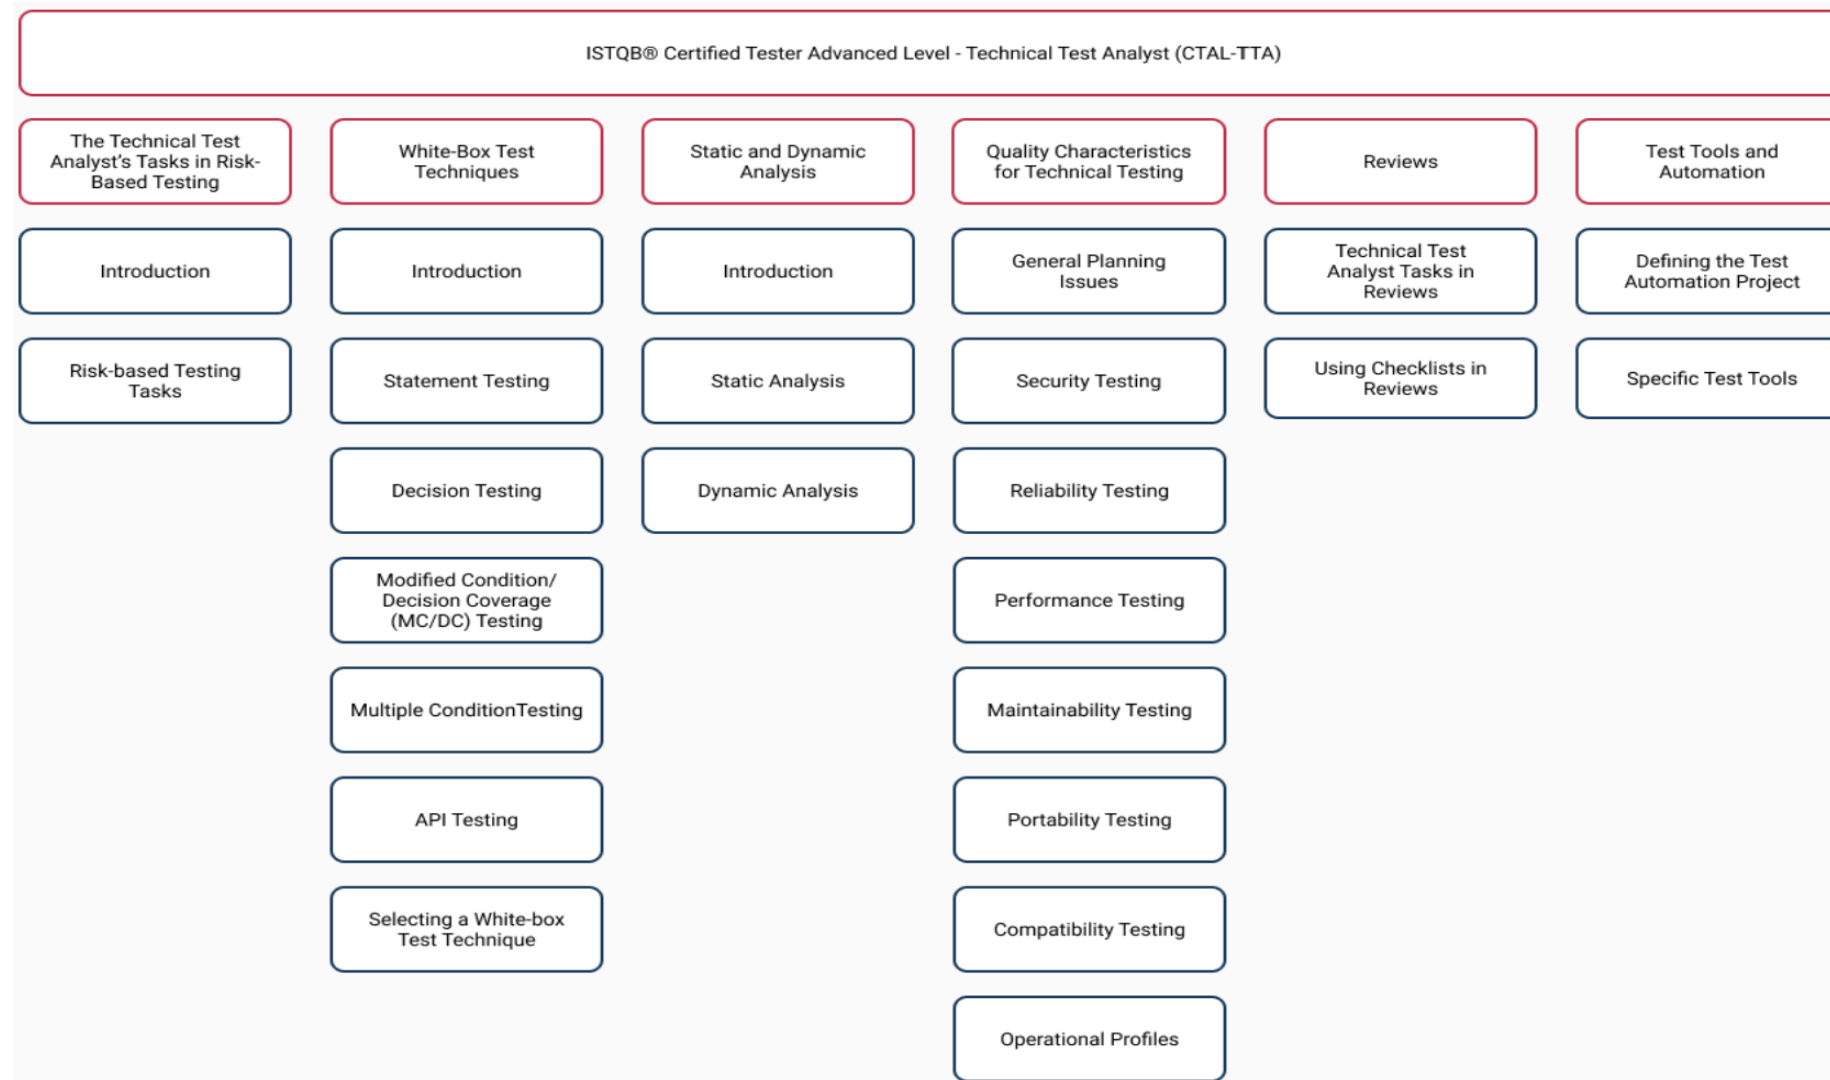 ISTQB® Certified Tester Advanced Level - Technical Test Analyst (CTAL-TTA)
The Technical Test
Analyst's Tasks in Risk-
Based Testing
Introduction
Risk-based Testing
Tasks
White-Box Test
Techniques
Introduction
Statement Testing
Decision Testing
Modified Condition/
Decision Coverage
(MC/DC) Testing
Multiple ConditionTesting
API Testing
Selecting a White-box
Test Technique
Static and Dynamic
Analysis
Introduction
Static Analysis
Dynamic Analysis
Quality Characteristics
for Technical Testing
General Planning
Issues
Security Testing
Reliability Testing
Performance Testing
Maintainability Testing
Portability Testing
Compatibility Testing
Operational Profiles
Reviews
Technical Test
Analyst Tasks in
Reviews
Using Checklists in
Reviews
Test Tools and
Automation
Defining the Test
Automation Project
Specific Test Tools